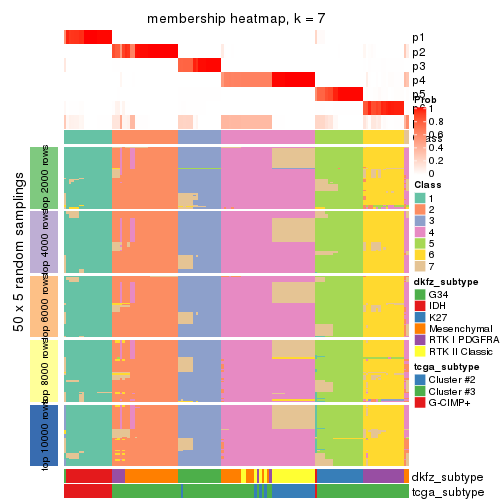 membership heatmap, k = 7
p1
p2
p3
p4
p5
Prob
1
0.8
0.6
0.4
0.2
0
Class
1
2
3
4
5
6
7
dkfz_subtype
G34
IDH
K27
Mesenchymal
RTK I PDGFRA
RTK II Classic
tcga_subtype
Cluster #2
Cluster #3
G-CIMP+
50 x 5 random samplings
top 2000 rows
top 4000 rows
top 6000 rows
top 8000 rows
top 10000 rows
dkfz_subtype
tcga_subtype